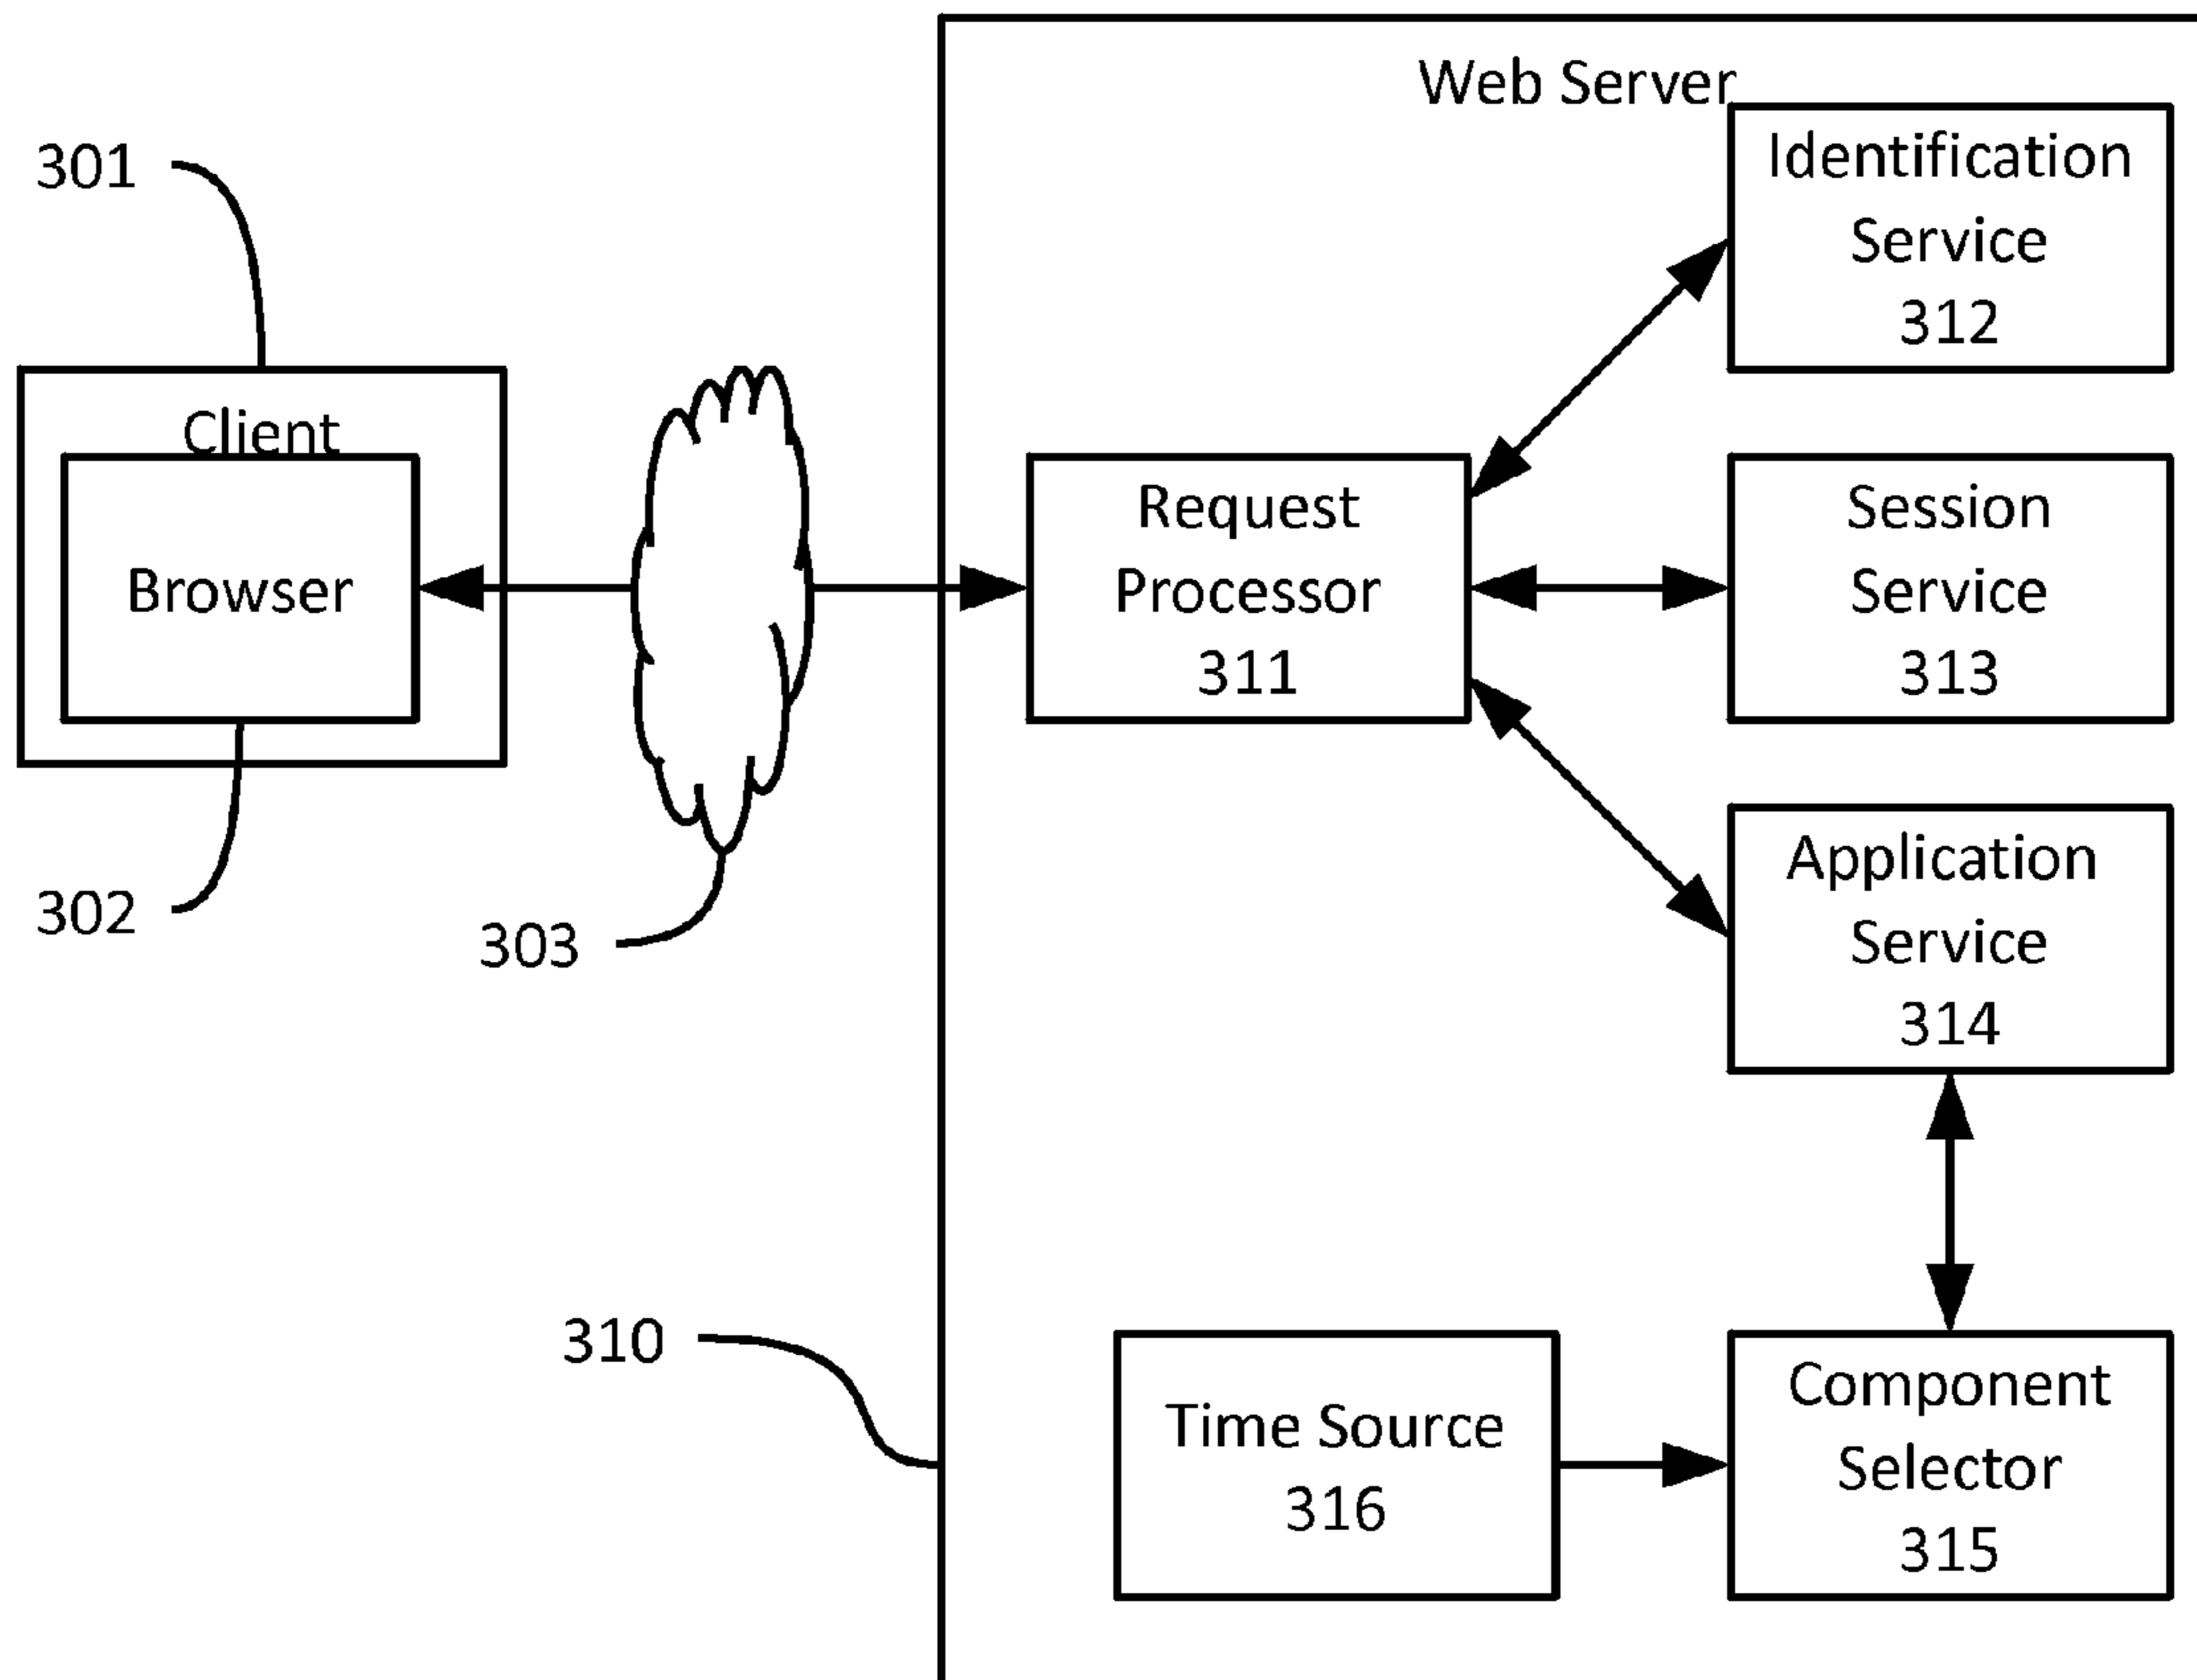 Web Server
301
Identification
Service
312
Client
Browser
Request
Processor
311
Session
Service
313
302
303
Application
Service
314
310
Time Source
316
Component
Selector
315